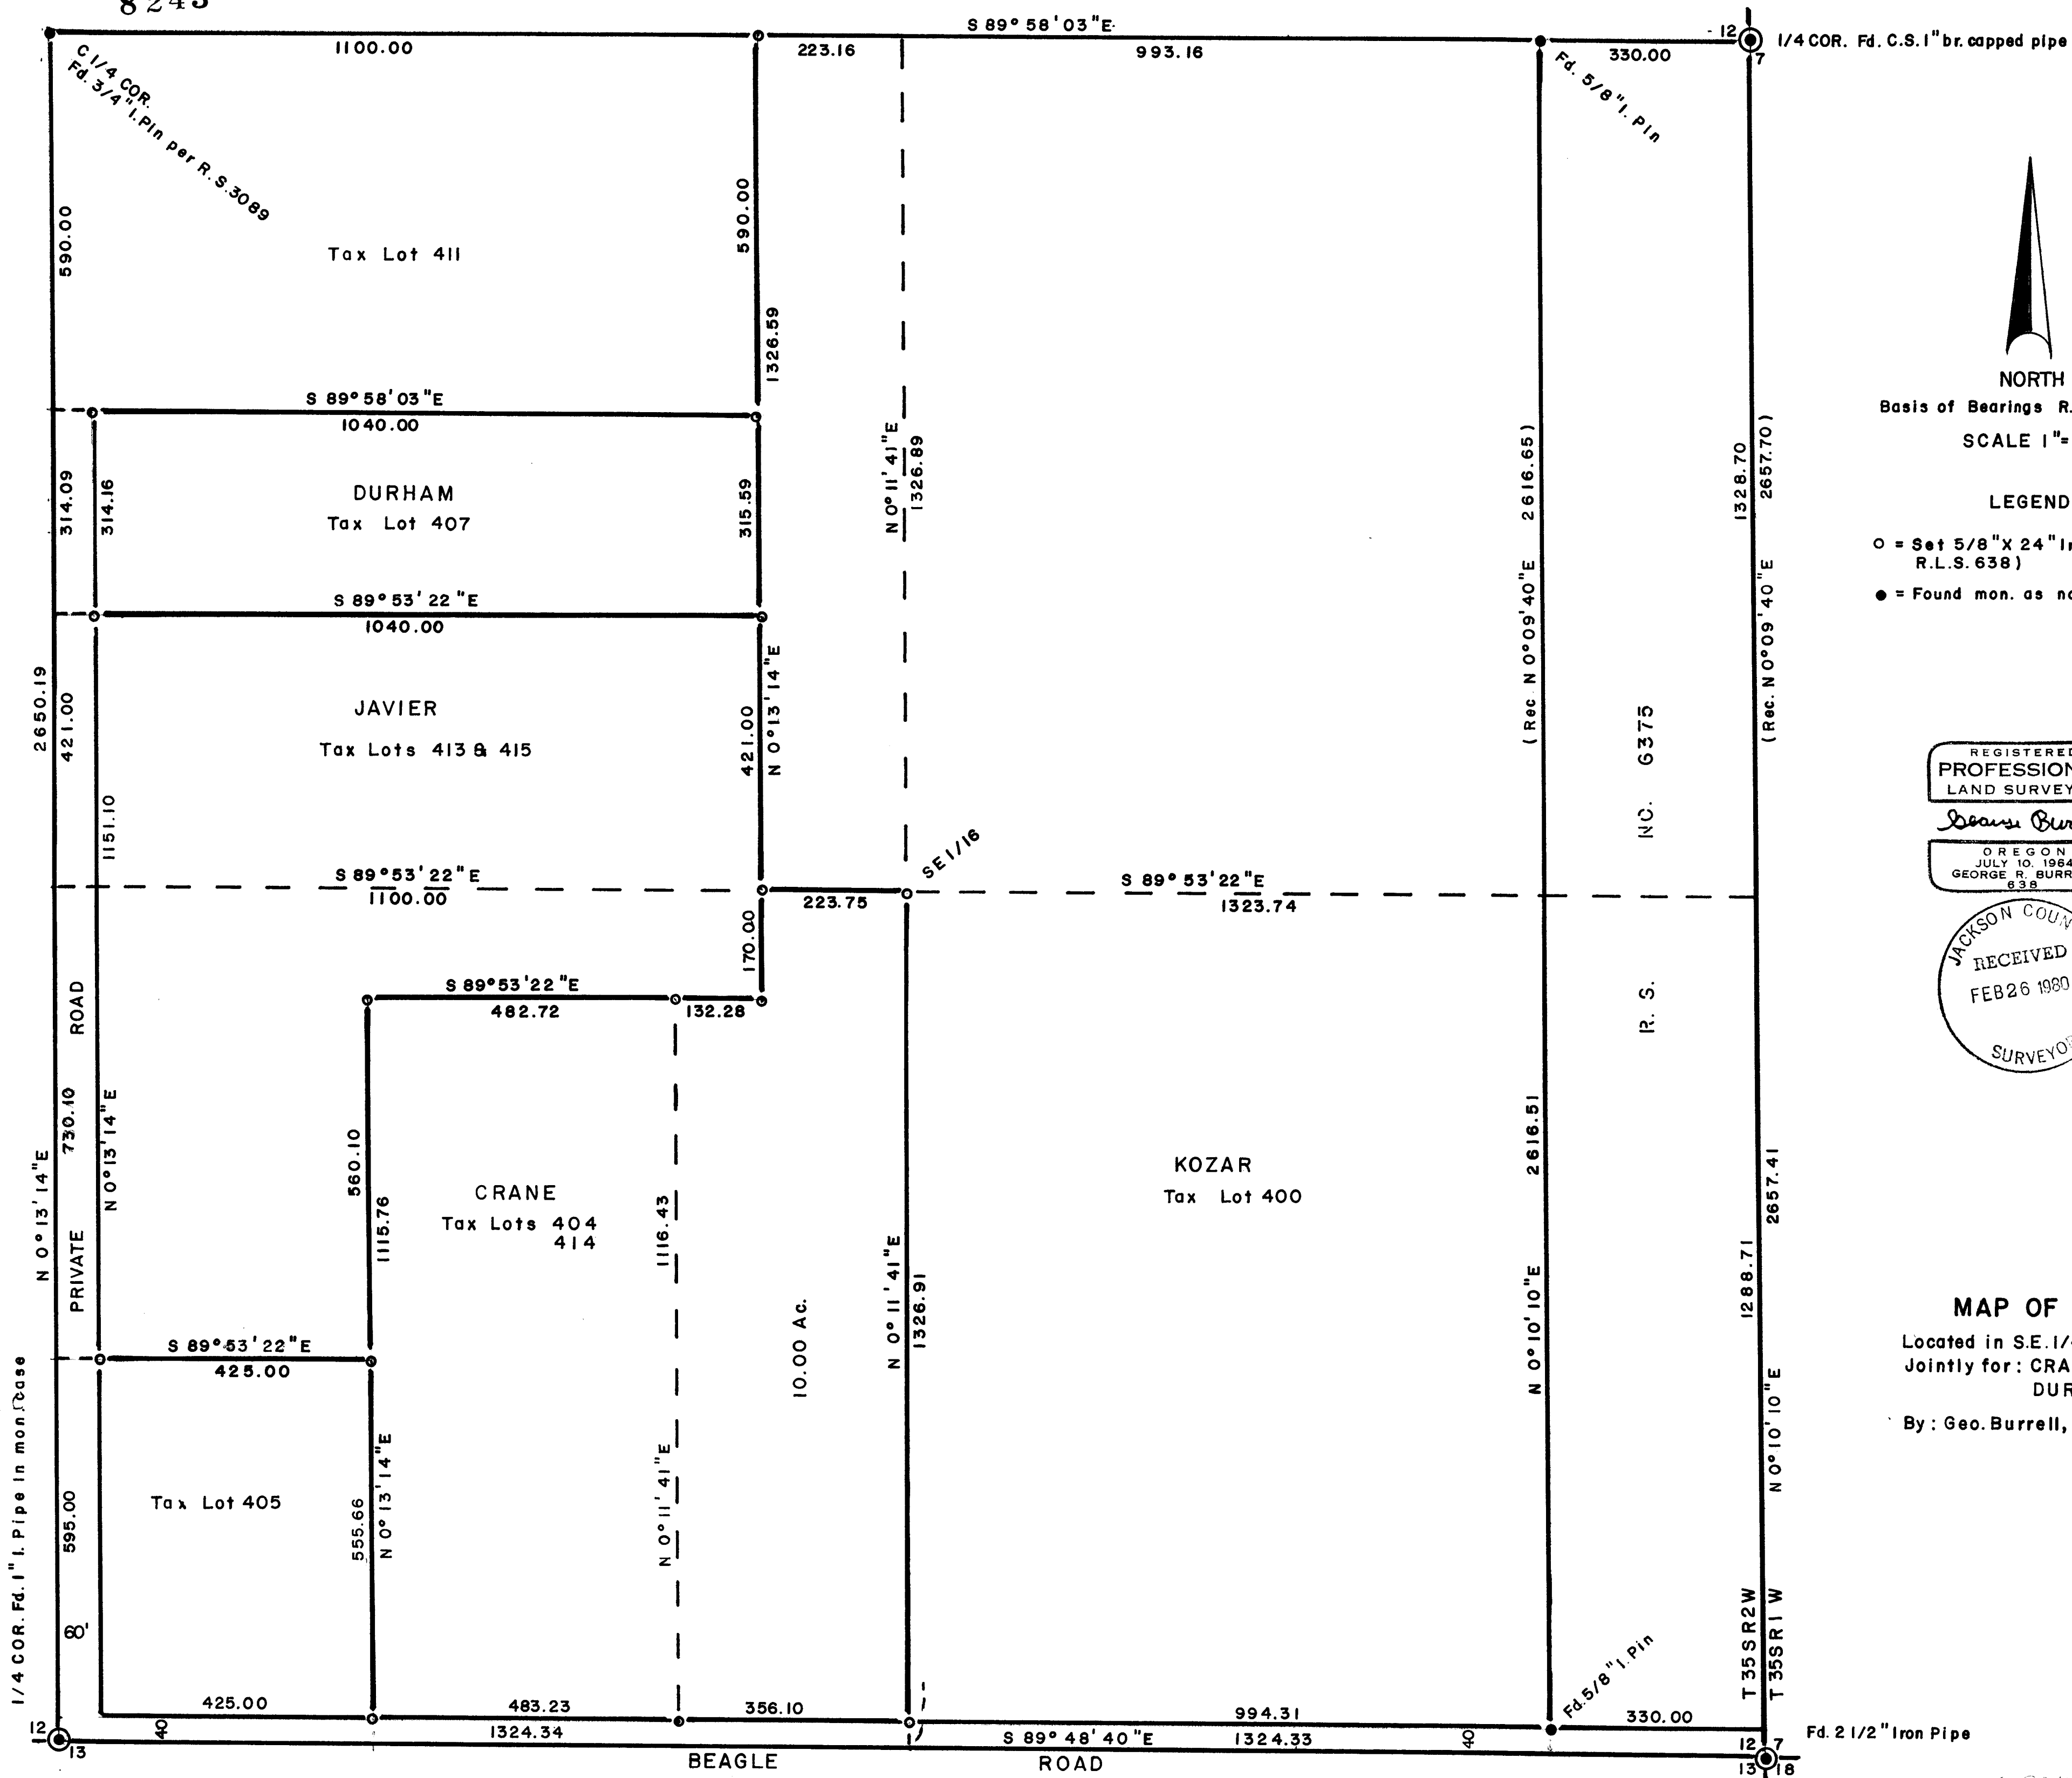 8243
S 89° 58' 03" E
1100.00
223.16
993.16
330.00
12
7
1/4 COR. Fd. C.S. 1" br. capped pipe
C 1/4 COR.
Fd. 3/4" I. Pin per R.S. 3089
Fd. 5/8" I. Pin
590.00
Tax Lot 411
590.00
1326.59
S 89° 58' 03" E
1040.00
314.09
314.16
DURHAM
Tax Lot 407
315.59
N 0° 11' 41" E
1326.89
(Rec N 0° 09' 40" E 2616.65)
1328.70
(Rec. N 0° 09' 40" E 2657.70)
NORTH
Basis of Bearings R.
SCALE 1"=
LEGEND
O = Set 5/8" X 24" Ir
R.L.S. 638)
● = Found mon. as no
S 89° 53' 22" E
1040.00
2650.19
421.00
JAVIER
Tax Lots 413 & 415
421.00
N 0° 13' 14" E
1151.10
R. S. NO. 6375
REGISTERED
PROFESSION
LAND SURVEY
George Bur
OREGON
JULY 10, 1964
GEORGE R. BURR
638
JACKSON COUN
RECEIVED
FEB 26 1980
SURVEYOR
S 89° 53' 22" E
1100.00
SE 1/16
223.75
S 89° 53' 22" E
1323.74
170.00
S 89° 53' 22" E
482.72
132.28
PRIVATE ROAD
730.10
N 0° 13' 14" E
N 0° 13' 14" E
560.10
1115.76
CRANE
Tax Lots 404
414
1116.43
10.00 Ac.
N 0° 11' 41" E
1326.91
KOZAR
Tax Lot 400
2616.51
N 0° 10' 10" E
2657.41
1288.71
N 0° 10' 10" E
MAP OF
Located in S.E. 1/
Jointly for: CRA
DUR
By: Geo. Burrell,
S 89° 53' 22" E
425.00
1/4 COR. Fd. 1" I. Pipe in mon. case
595.00
Tax Lot 405
555.66
N 0° 13' 14" E
N 0° 11' 41" E
60'
T 35 S R 2 W
T 35 S R 1 W
Fd. 5/8" I. Pin
425.00
483.23
356.10
994.31
330.00
12
13
40
1324.34
S 89° 48' 40" E
1324.33
40
12
7
13
18
Fd. 2 1/2" Iron Pipe
BEAGLE ROAD